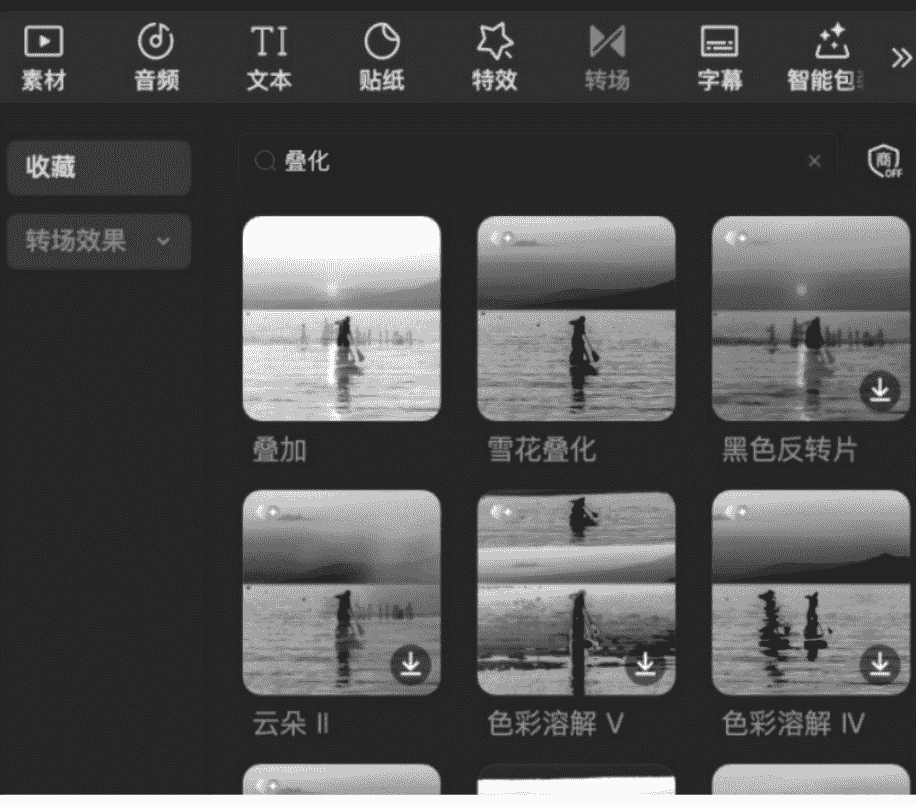 素材 音频 文本 贴纸 特效 转场 字幕 智能包
收藏
叠化
商
OFF
转场效果
叠加 雪花叠化 黑色反转片
云朵 II 色彩溶解 V 色彩溶解 IV